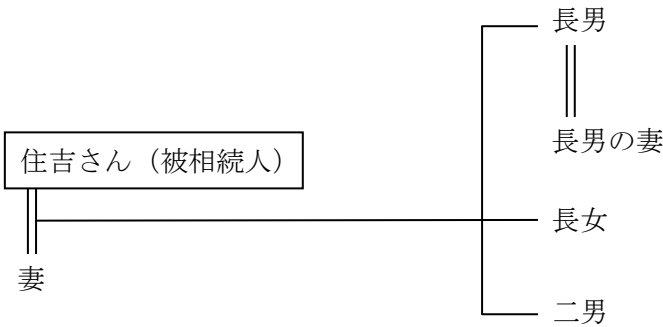 長男
長男の妻
住吉さん（被相続人）
長女
妻
二男